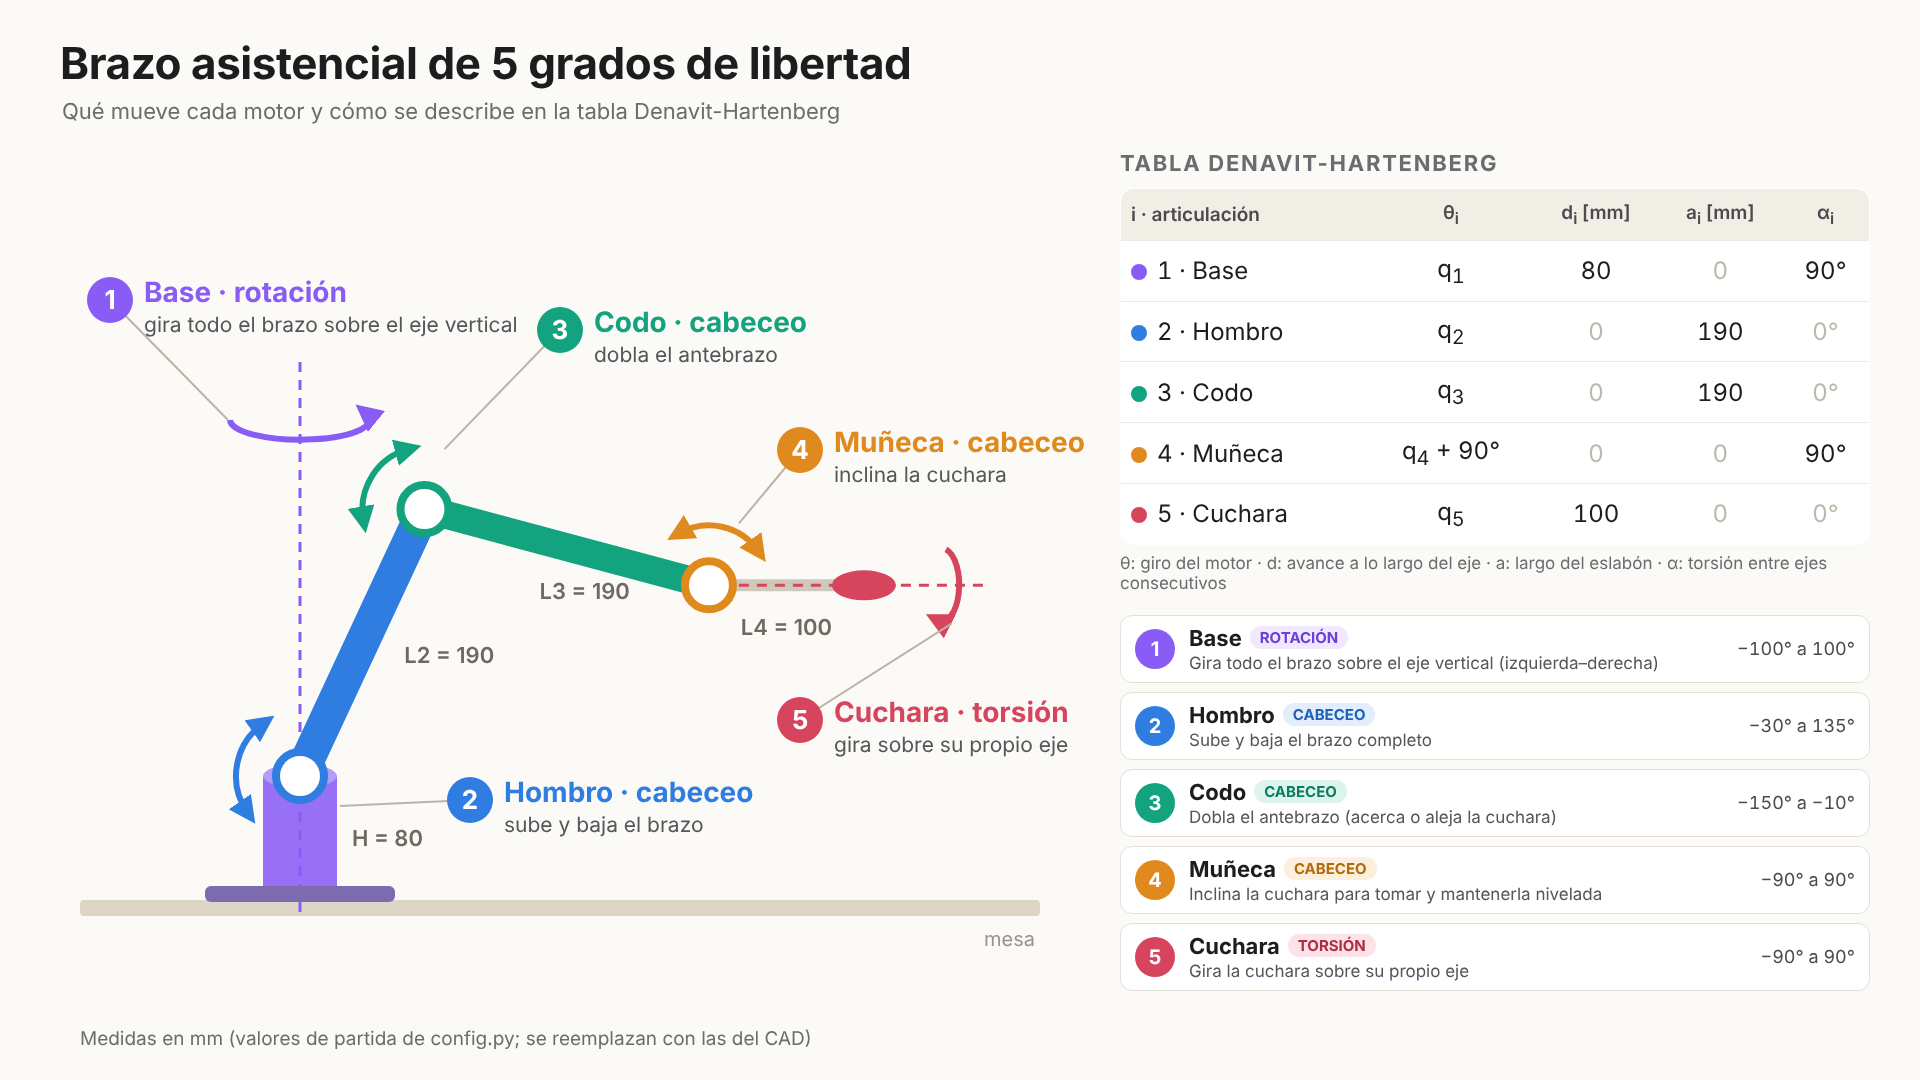 Brazo asistencial de 5 grados de libertad
Qué mueve cada motor y cómo se describe en la tabla Denavit-Hartenberg
1 Base · rotación
gira todo el brazo sobre el eje vertical
3 Codo · cabeceo
dobla el antebrazo
4 Muñeca · cabeceo
inclina la cuchara
L3 = 190
L4 = 100
L2 = 190
5 Cuchara · torsión
gira sobre su propio eje
2 Hombro · cabeceo
sube y baja el brazo
H = 80
mesa
Medidas en mm (valores de partida de config.py; se reemplazan con las del CAD)
TABLA DENAVIT-HARTENBERG
i · articulación θi di [mm] ai [mm] αi
1 · Base q1 80 0 90°
2 · Hombro q2 0 190 0°
3 · Codo q3 0 190 0°
4 · Muñeca q4 + 90° 0 0 90°
5 · Cuchara q5 100 0 0°
θ: giro del motor · d: avance a lo largo del eje · a: largo del eslabón · α: torsión entre ejes
consecutivos
1 Base ROTACIÓN −100° a 100°
Gira todo el brazo sobre el eje vertical (izquierda–derecha)
2 Hombro CABECEO −30° a 135°
Sube y baja el brazo completo
3 Codo CABECEO −150° a −10°
Dobla el antebrazo (acerca o aleja la cuchara)
4 Muñeca CABECEO −90° a 90°
Inclina la cuchara para tomar y mantenerla nivelada
5 Cuchara TORSIÓN −90° a 90°
Gira la cuchara sobre su propio eje